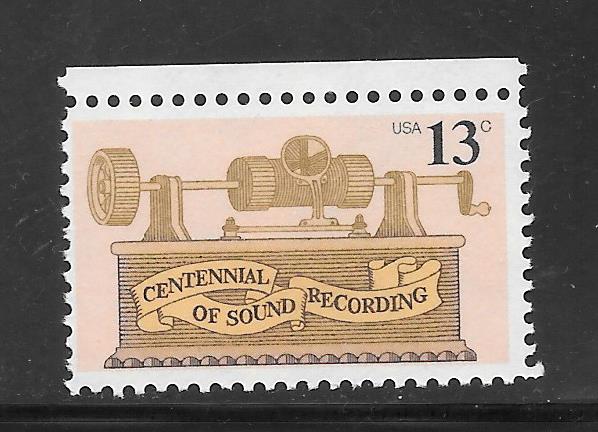 USA 13c
CENTENNIAL
OF SOUND
RECORDING